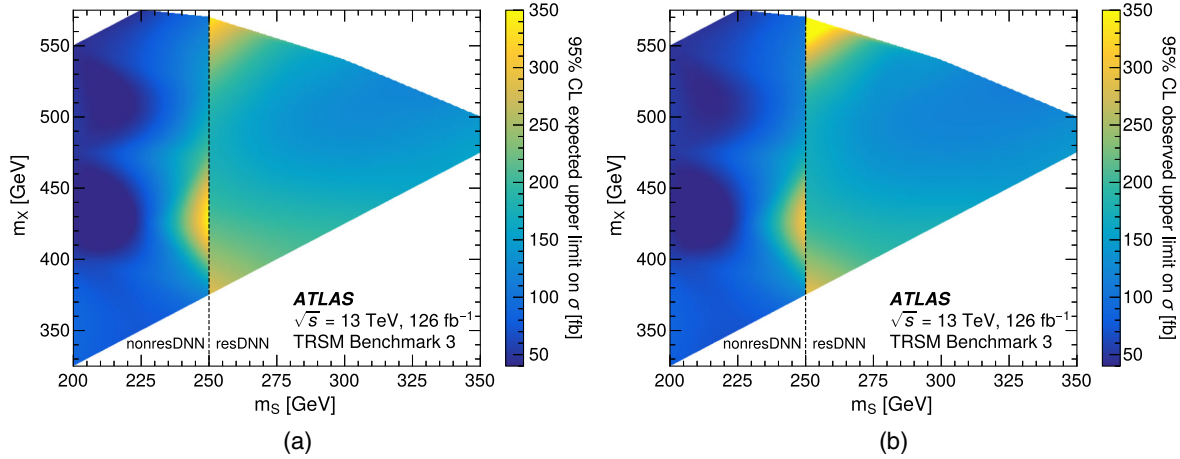 550
500
450
400
350
m_X [GeV]
200 225 250 275 300 325 350
m_S [GeV]
nonresDNN
resDNN
ATLAS
√s = 13 TeV, 126 fb⁻¹
TRSM Benchmark 3
350
300
250
200
150
100
50
95% CL expected upper limit on σ [fb]
(a)
550
500
450
400
350
m_X [GeV]
200 225 250 275 300 325 350
m_S [GeV]
nonresDNN
resDNN
ATLAS
√s = 13 TeV, 126 fb⁻¹
TRSM Benchmark 3
350
300
250
200
150
100
50
95% CL observed upper limit on σ [fb]
(b)